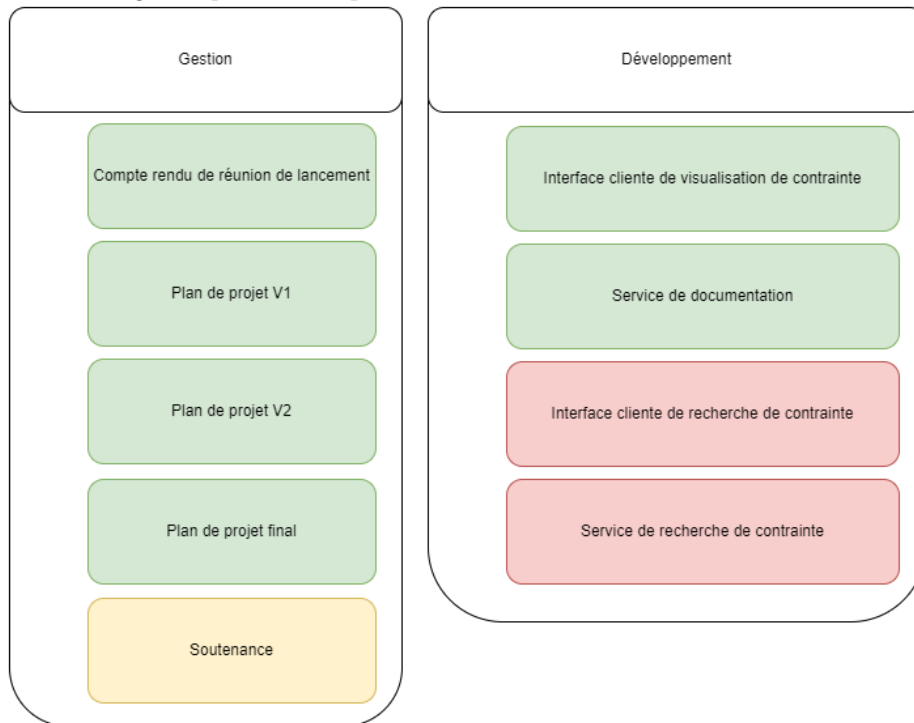 Gestion
Compte rendu de réunion de lancement
Plan de projet V1
Plan de projet V2
Plan de projet final
Soutenance
Développement
Interface cliente de visualisation de contrainte
Service de documentation
Interface cliente de recherche de contrainte
Service de recherche de contrainte